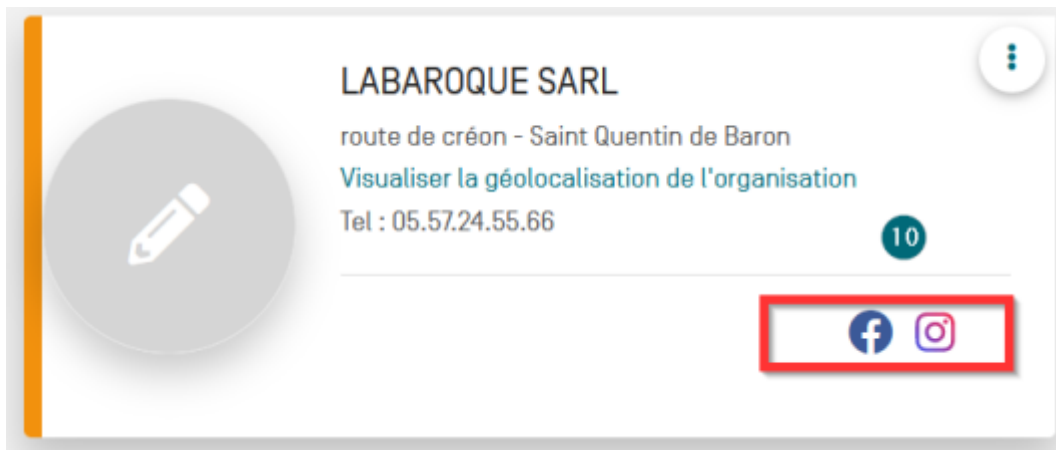 LABAROQUE SARL
route de créon - Saint Quentin de Baron
Visualiser la géolocalisation de l'organisation
Tel : 05.57.24.55.66
10